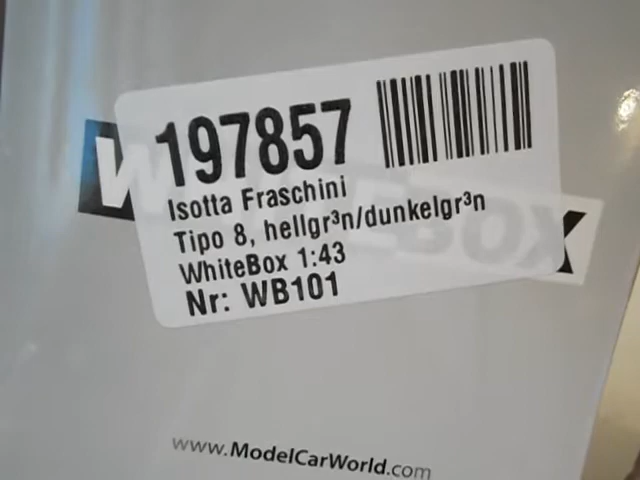 197857
Isotta Fraschini
Tipo 8, hellgr³n/dunkelgr³n
WhiteBox 1:43
Nr: WB101
www.ModelCarWorld.com